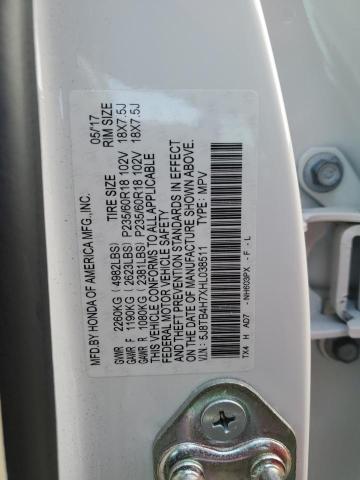 MFD.BY HONDA OF AMERICA MFG.,INC. 05/'17
TIRE SIZE RIM SIZE
GVWR 2260KG (4982LBS)
GAWR F 1190KG (2623LBS) P235/60R18 102V 18X7.5J
GAWR R 1080KG (2381LBS) P235/60R18 102V 18X7.5J
THIS VEHICLE CONFORMS TO ALL APPLICABLE
FEDERAL MOTOR VEHICLE SAFETY
AND THEFT PREVENTION STANDARDS IN EFFECT
ON THE DATE OF MANUFACTURE SHOWN ABOVE.
V.I.N.: 5J8TB4H7XHL038511 TYPE: MPV
TX4 H AD7 -NH603PX -F -L